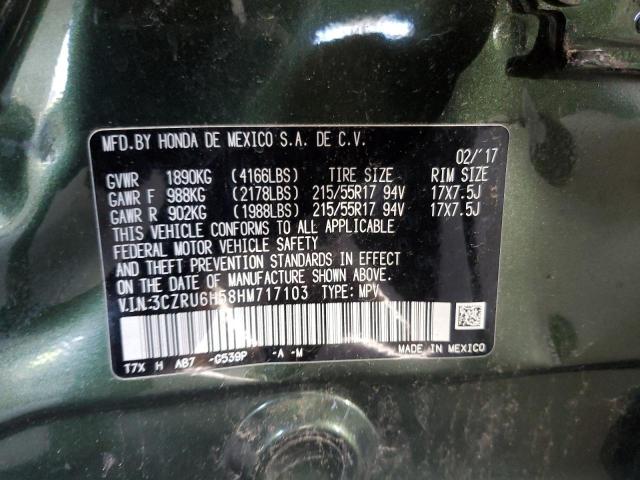 MFD.BY HONDA DE MEXICO S.A. DE C.V.
02/'17
GVWR 1890KG (4166LBS) TIRE SIZE RIM SIZE
GAWR F 988KG (2178LBS) 215/55R17 94V 17X7.5J
GAWR R 902KG (1988LBS) 215/55R17 94V 17X7.5J
THIS VEHICLE CONFORMS TO ALL APPLICABLE
FEDERAL MOTOR VEHICLE SAFETY
AND THEFT PREVENTION STANDARDS IN EFFECT
ON THE DATE OF MANUFACTURE SHOWN ABOVE.
V.I.N.:3CZRU6H58HM717103 TYPE: MPV
T7X H AB7 -G539P -A -M MADE IN MEXICO